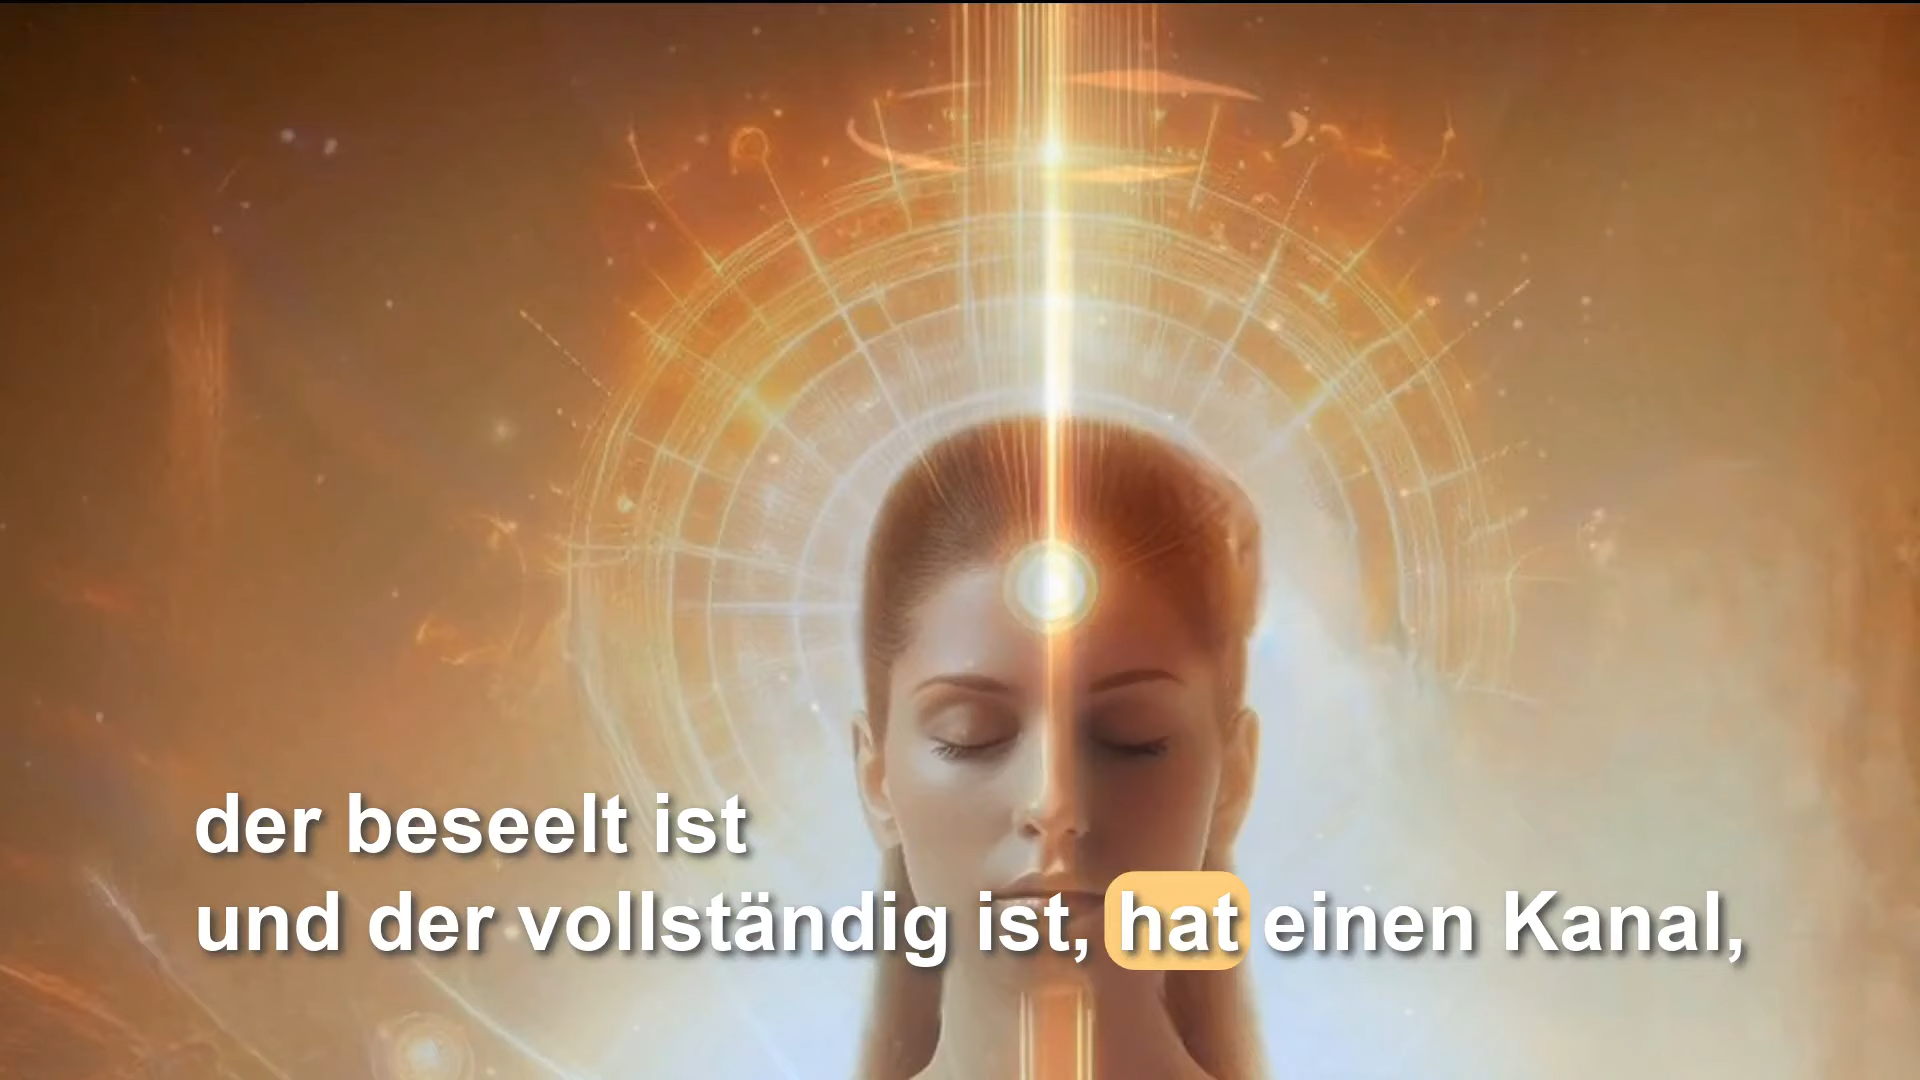 der beseelt ist
und der vollständig ist, hat einen Kanal,